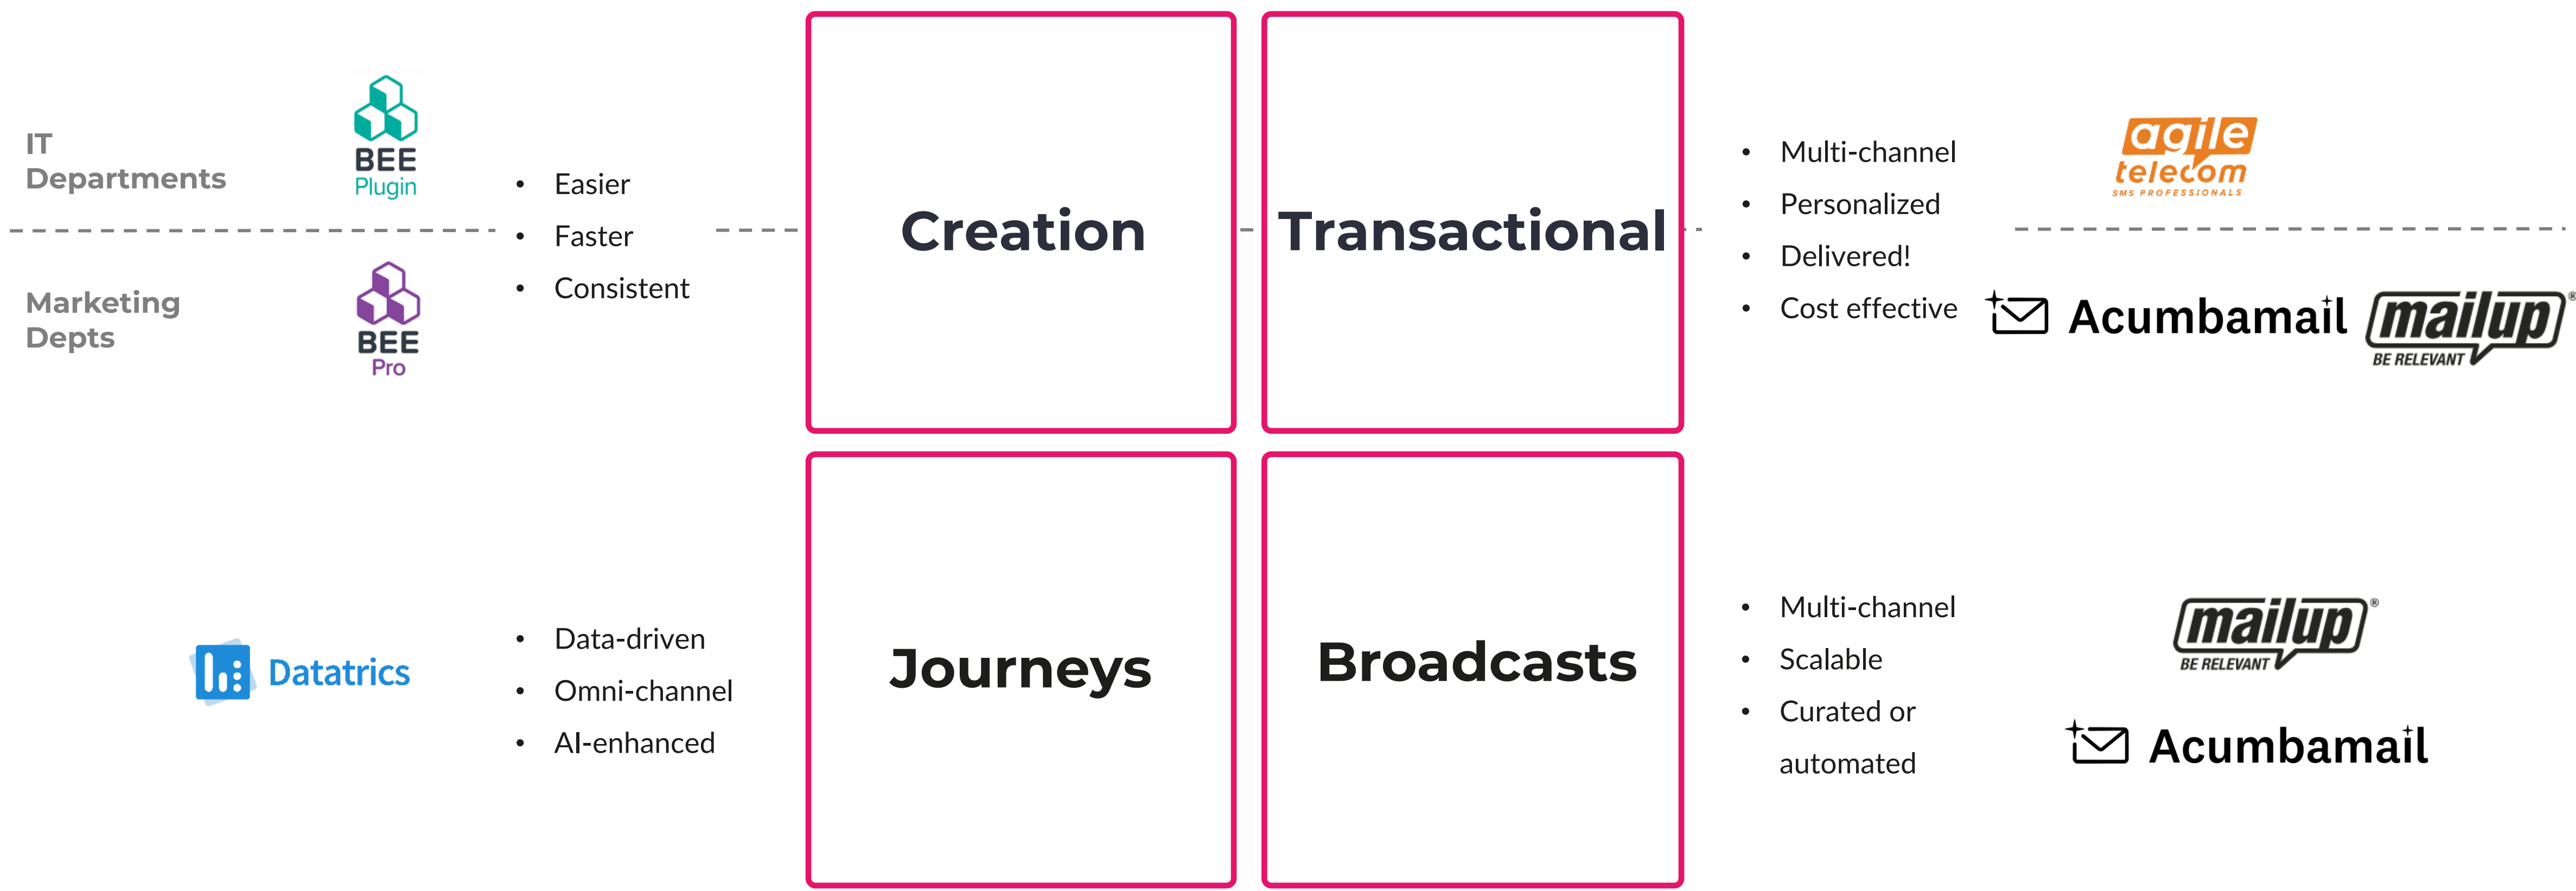 IT
Departments
BEE
Plugin
Marketing
Depts
BEE
Pro
• Easier
• Faster
• Consistent
Creation
Transactional
• Multi-channel
• Personalized
• Delivered!
• Cost effective
agile
telecom
SMS PROFESSIONALS
Acumbamail
mailup®
BE RELEVANT
Datatrics
• Data-driven
• Omni-channel
• AI-enhanced
Journeys
Broadcasts
• Multi-channel
• Scalable
• Curated or
automated
mailup®
BE RELEVANT
Acumbamail